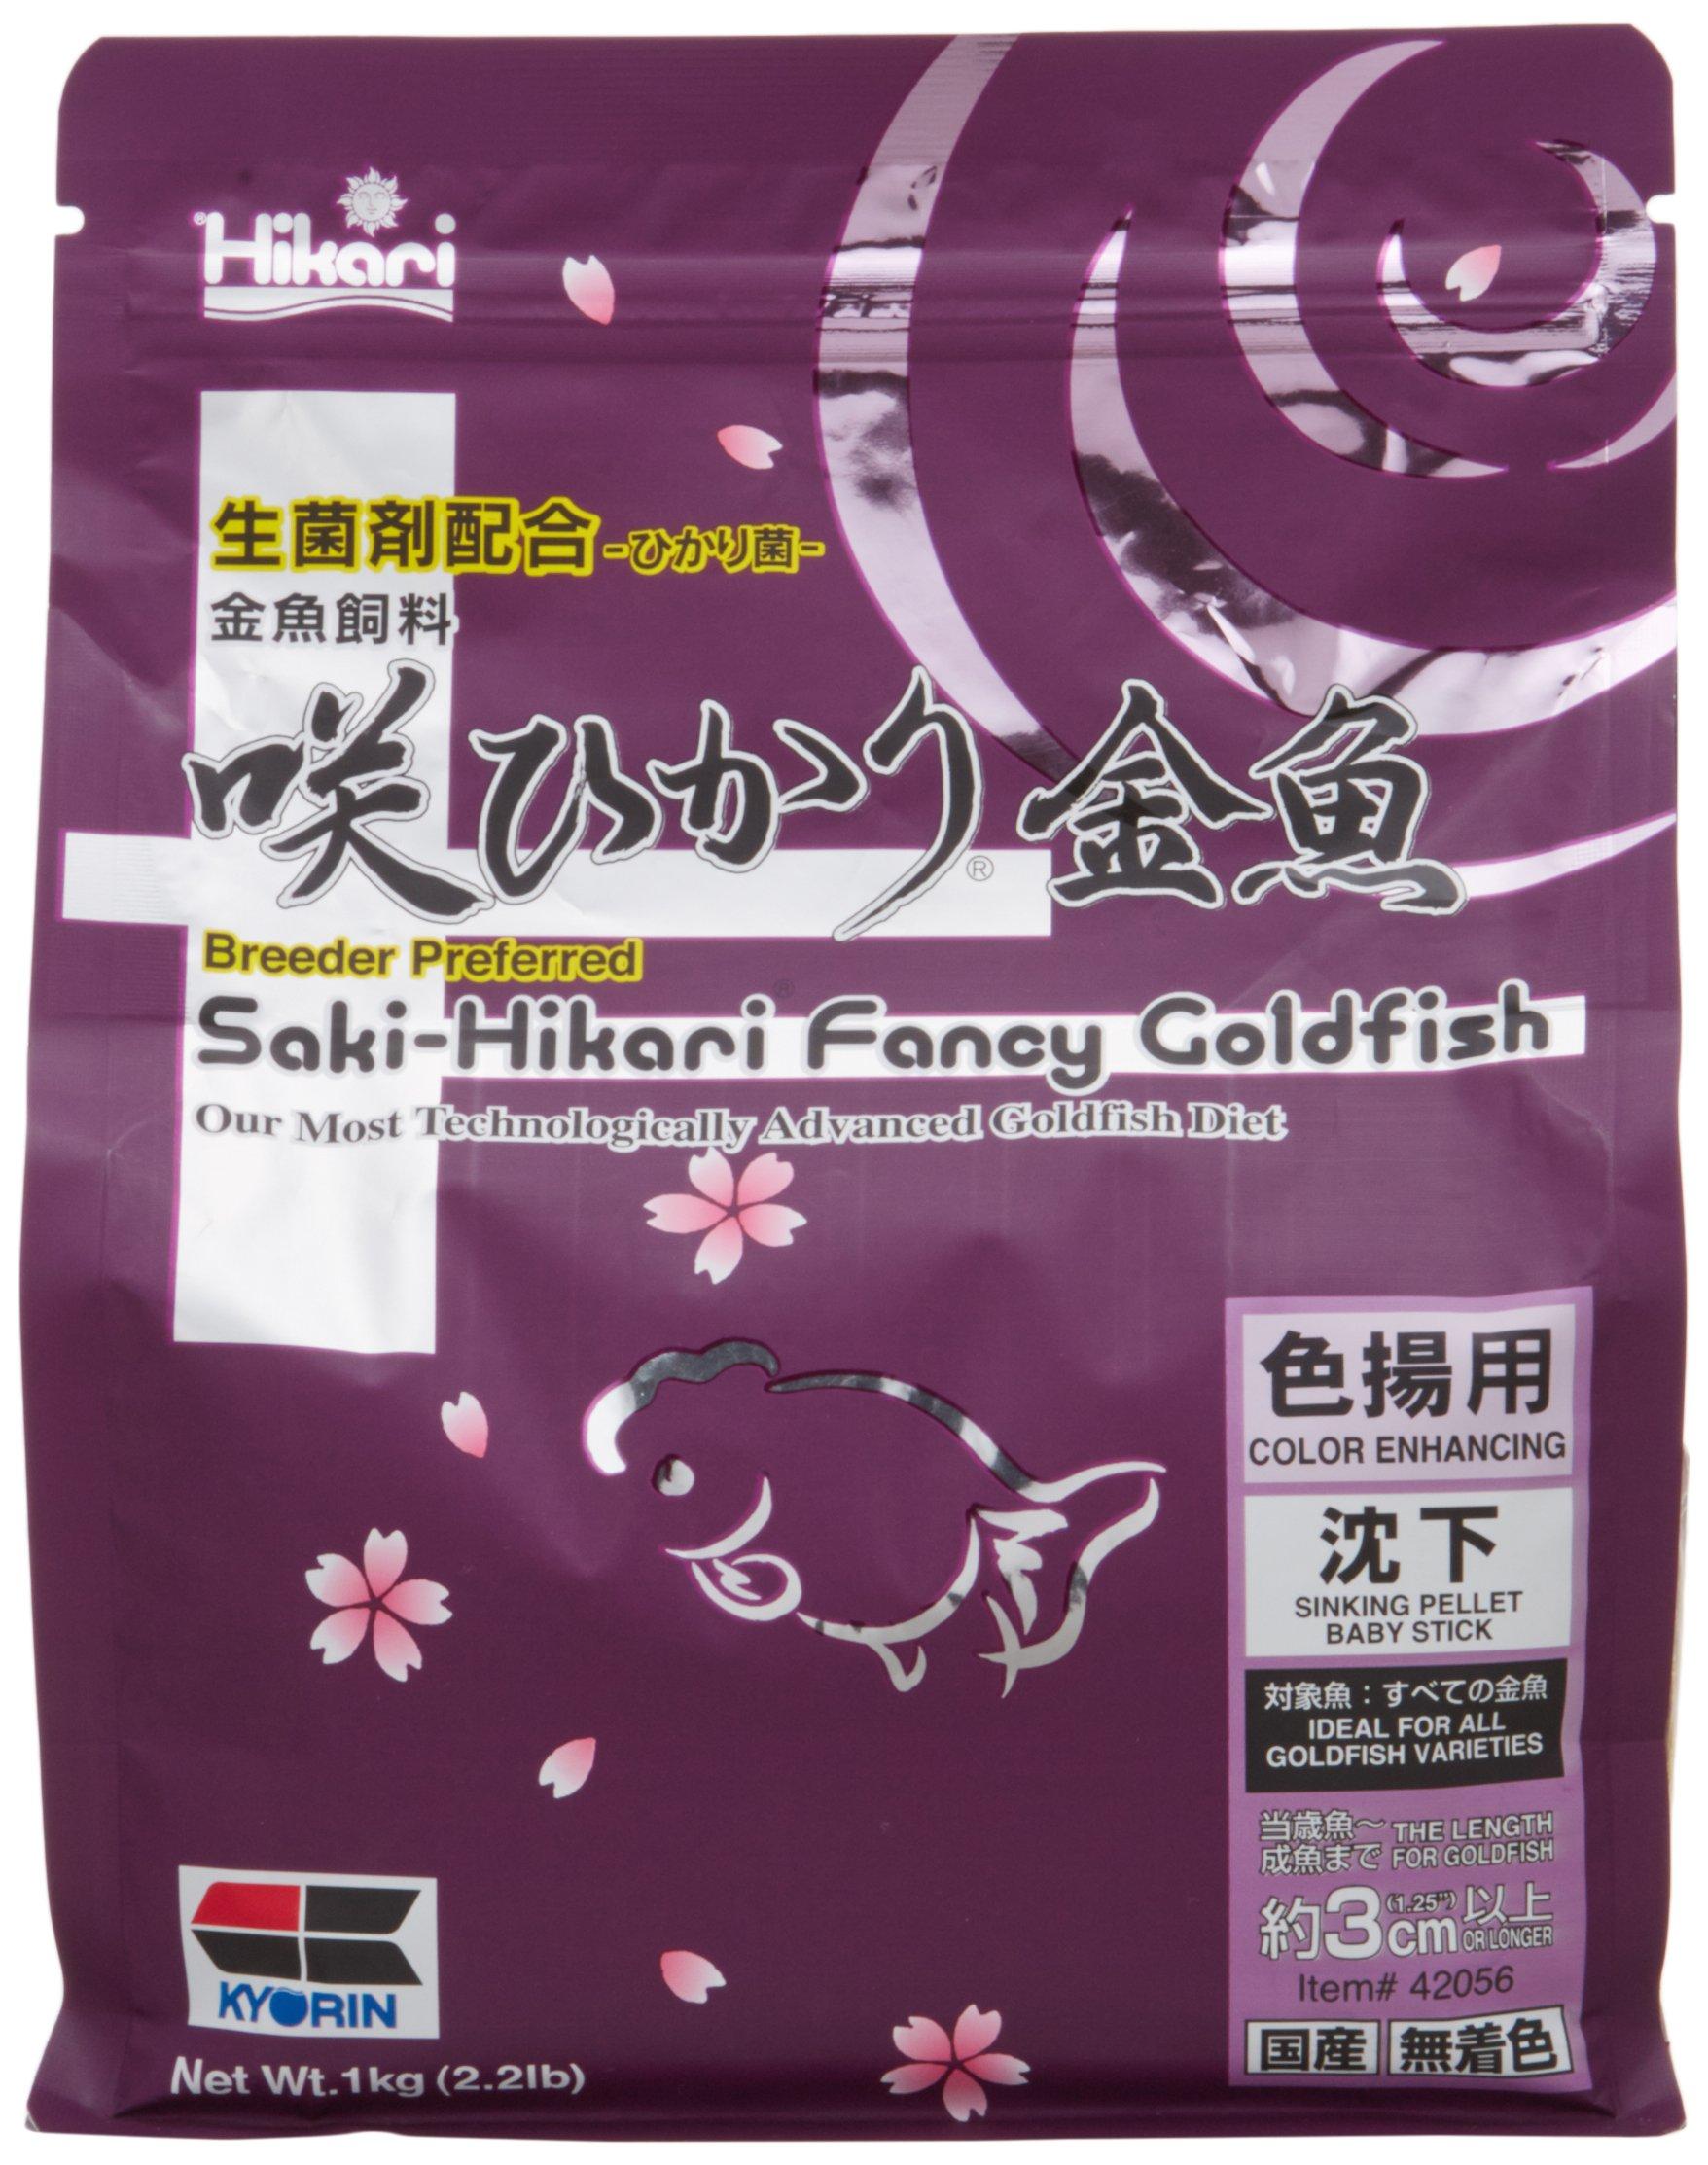 Hikari
生菌剤配合-ひかり菌-
金魚飼料
咲ひかり®金魚
Breeder Preferred
Saki-Hikari® Fancy Goldfish
Our Most Technologically Advanced Goldfish Diet
色揚用
COLOR ENHANCING
沈下
SINKING PELLET
BABY STICK
対象魚：すべての金魚
IDEAL FOR ALL
GOLDFISH VARIETIES
当歳魚〜 THE LENGTH
成魚まで FOR GOLDFISH
約3cm(1.25")以上 OR LONGER
Item# 42056
国産 無着色
KYORIN
Net Wt.1kg (2.2lb)